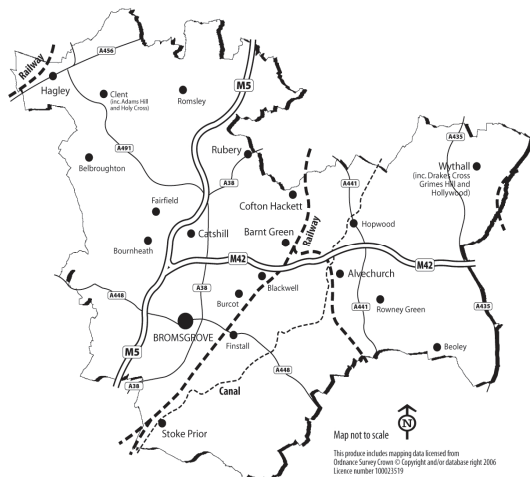 A456
Railway
Hagley
Clent
(inc. Adams Hill
and Holy Cross)
Romsley
M5
A435
A491
Rubery
Wythall
(inc. Drakes Cross
Grimes Hill and
Hollywood)
Belbroughton
A38
A441
Cofton Hackett
Fairfield
Railway
Hopwood
Catshill
Barnt Green
Bournheath
M42
M42
Alvechurch
Blackwell
A448
A38
Burcot
Rowney Green
A441
A435
BROMSGROVE
Finstall
Beoley
M5
A448
A38
Canal
Stoke Prior
N
Map not to scale
This produce includes mapping data licensed from
Ordnance Survey Crown © Copyright and/or database right 2006
Licence number 100023519